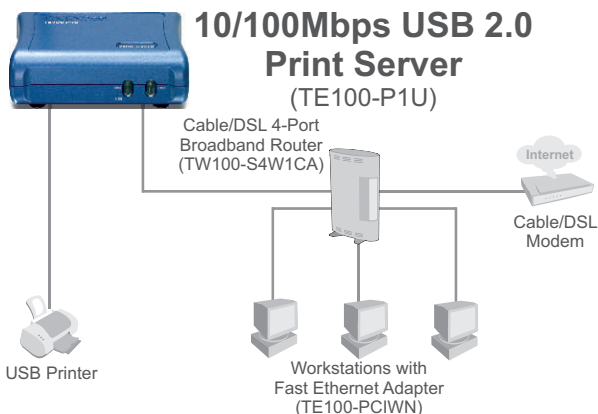 10/100Mbps USB 2.0
Print Server
(TE100-P1U)
Cable/DSL 4-Port
Broadband Router
(TW100-S4W1CA)
Internet
Cable/DSL
Modem
USB Printer
Workstations with
Fast Ethernet Adapter
(TE100-PCIWN)